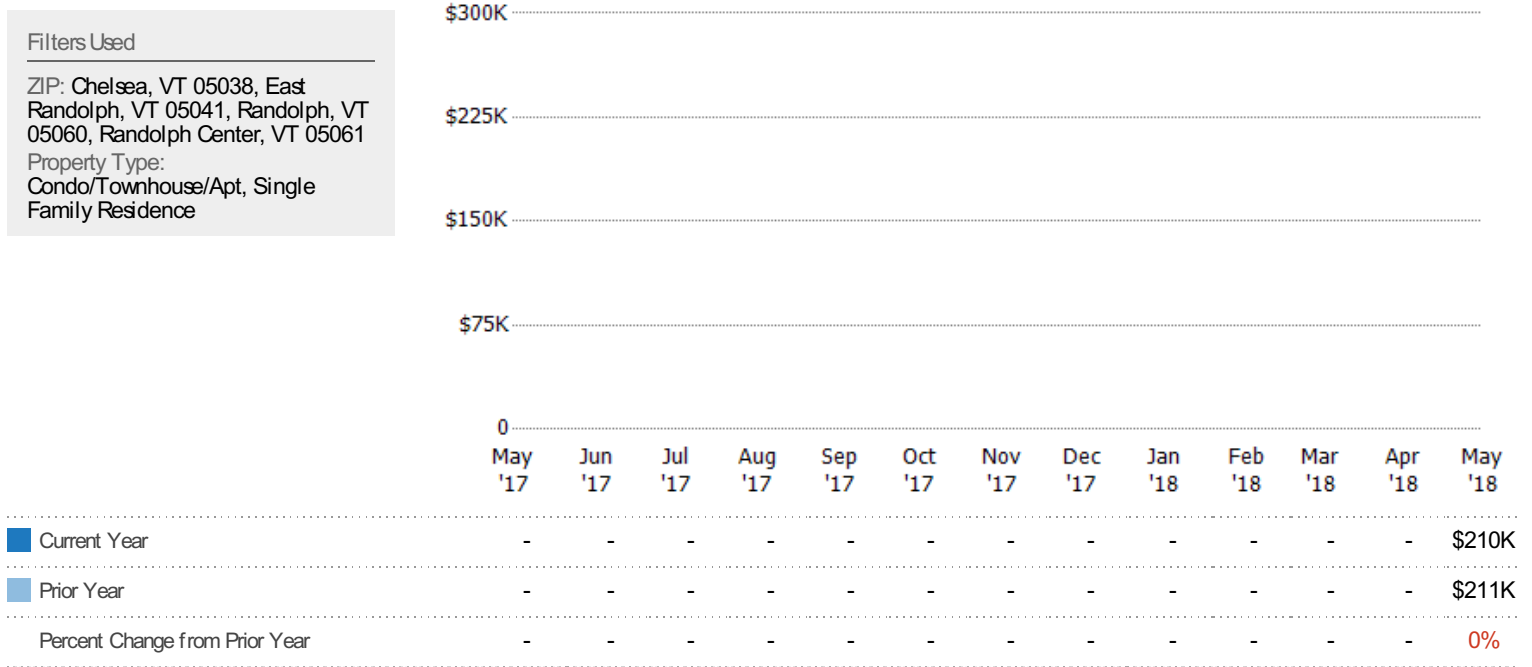 Filters Used
ZIP: Chelsea, VT 05038, East
Randolph, VT 05041, Randolph, VT
05060, Randolph Center, VT 05061
Property Type:
Condo/Townhouse/Apt, Single
Family Residence
$300K
$225K
$150K
$75K
0
May '17 Jun '17 Jul '17 Aug '17 Sep '17 Oct '17 Nov '17 Dec '17 Jan '18 Feb '18 Mar '18 Apr '18 May '18
Current Year - - - - - - - - - - - - $210K
Prior Year - - - - - - - - - - - - $211K
Percent Change from Prior Year - - - - - - - - - - - - 0%